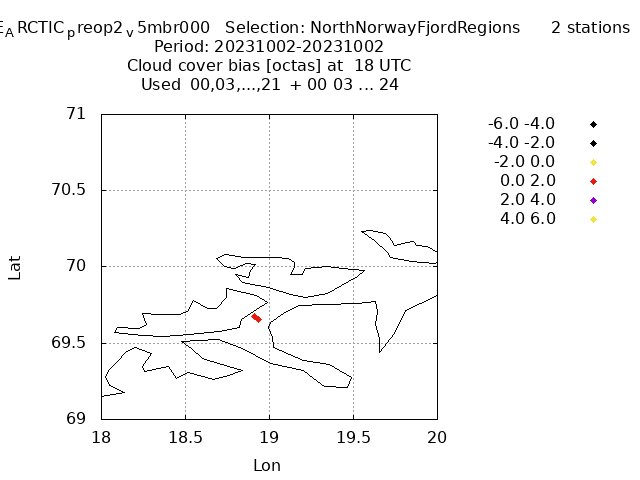 E_A RCTIC_p reop2_v 5mbr000 Selection: NorthNorwayFjordRegions 2 stations
Period: 20231002-20231002
Cloud cover bias [octas] at 18 UTC
Used 00,03,...,21 + 00 03 ... 24
-6.0 -4.0
-4.0 -2.0
-2.0 0.0
0.0 2.0
2.0 4.0
4.0 6.0
71
70.5
70
69.5
69
Lat
18 18.5 19 19.5 20
Lon